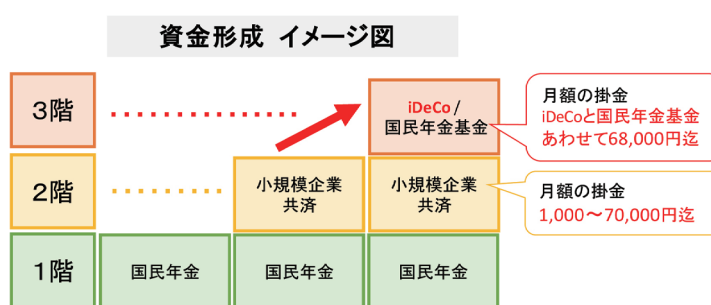 資金形成 イメージ図
3階
iDeCo /
国民年金基金
月額の掛金
iDeCoと国民年金基金
あわせて68,000円迄
2階
小規模企業
共済
小規模企業
共済
月額の掛金
1,000～70,000円迄
1階
国民年金
国民年金
国民年金